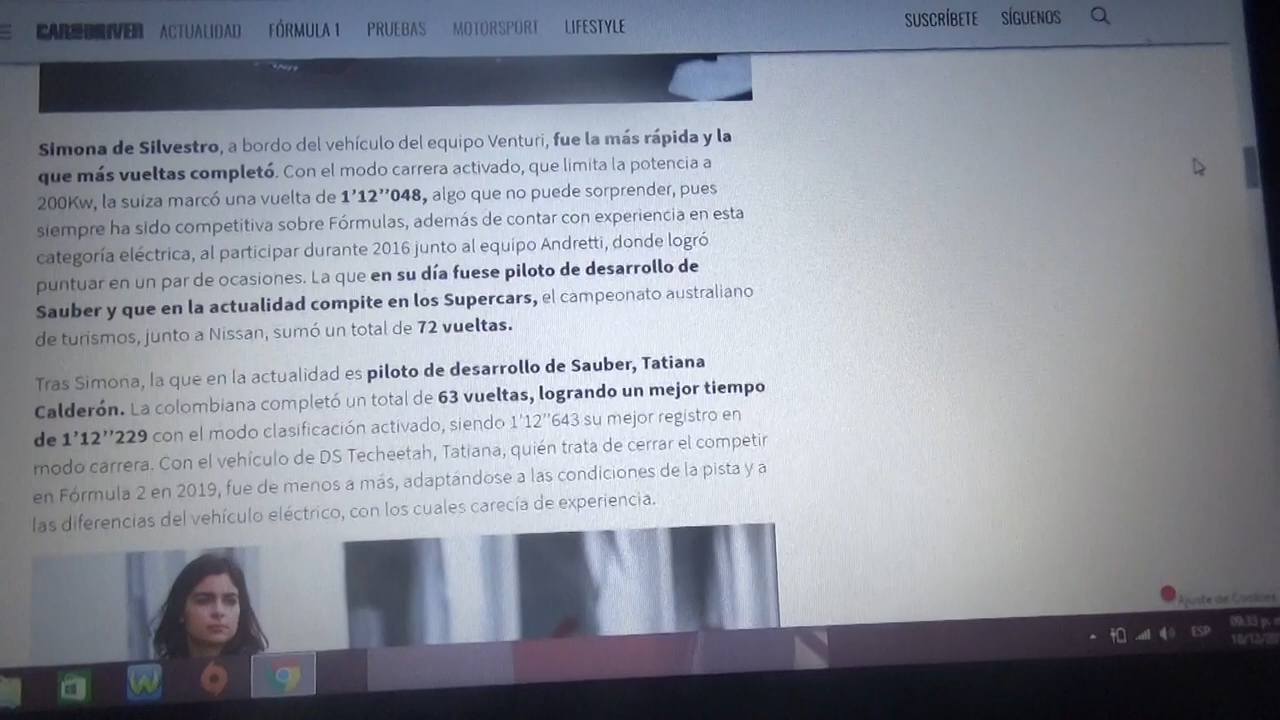 CAR AND DRIVER ACTUALIDAD FÓRMULA 1 PRUEBAS MOTORSPORT LIFESTYLE SUSCRÍBETE SÍGUENOS
Simona de Silvestro, a bordo del vehículo del equipo Venturi, fue la más rápida y la
que más vueltas completó. Con el modo carrera activado, que limita la potencia a
200Kw, la suiza marcó una vuelta de 1'12''048, algo que no puede sorprender, pues
siempre ha sido competitiva sobre Fórmulas, además de contar con experiencia en esta
categoría eléctrica, al participar durante 2016 junto al equipo Andretti, donde logró
puntuar en un par de ocasiones. La que en su día fuese piloto de desarrollo de
Sauber y que en la actualidad compite en los Supercars, el campeonato australiano
de turismos, junto a Nissan, sumó un total de 72 vueltas.
Tras Simona, la que en la actualidad es piloto de desarrollo de Sauber, Tatiana
Calderón. La colombiana completó un total de 63 vueltas, logrando un mejor tiempo
de 1'12''229 con el modo clasificación activado, siendo 1'12''643 su mejor registro en
modo carrera. Con el vehículo de DS Techeetah, Tatiana, quién trata de cerrar el competir
en Fórmula 2 en 2019, fue de menos a más, adaptándose a las condiciones de la pista y a
las diferencias del vehículo eléctrico, con los cuales carecía de experiencia.
Ajuste de Cookies
ESP
09:33 p.